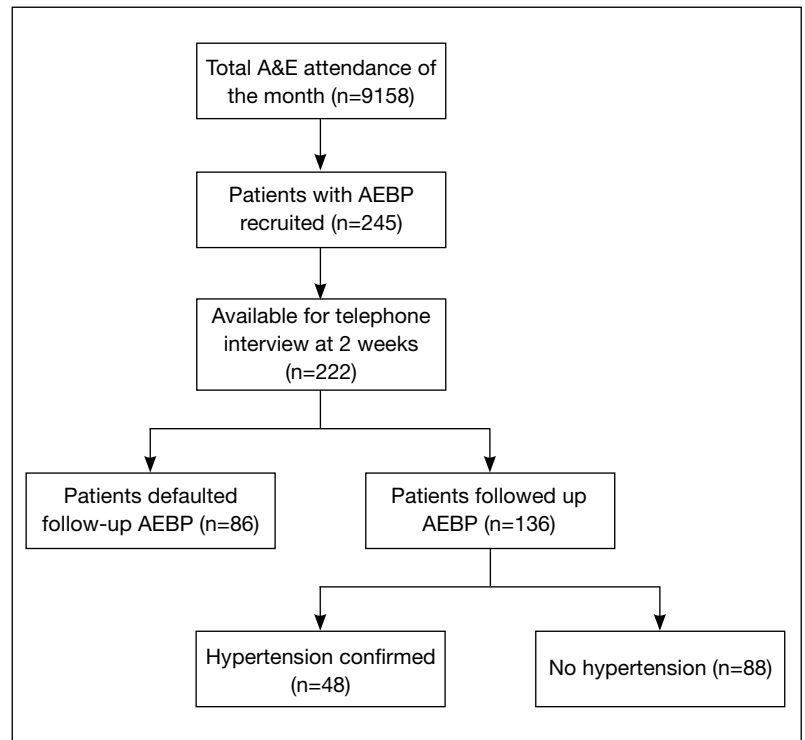 Total A&E attendance of
the month (n=9158)
Patients with AEBP
recruited (n=245)
Available for telephone
interview at 2 weeks
(n=222)
Patients defaulted
follow-up AEBP (n=86)
Patients followed up
AEBP (n=136)
Hypertension confirmed
(n=48)
No hypertension (n=88)